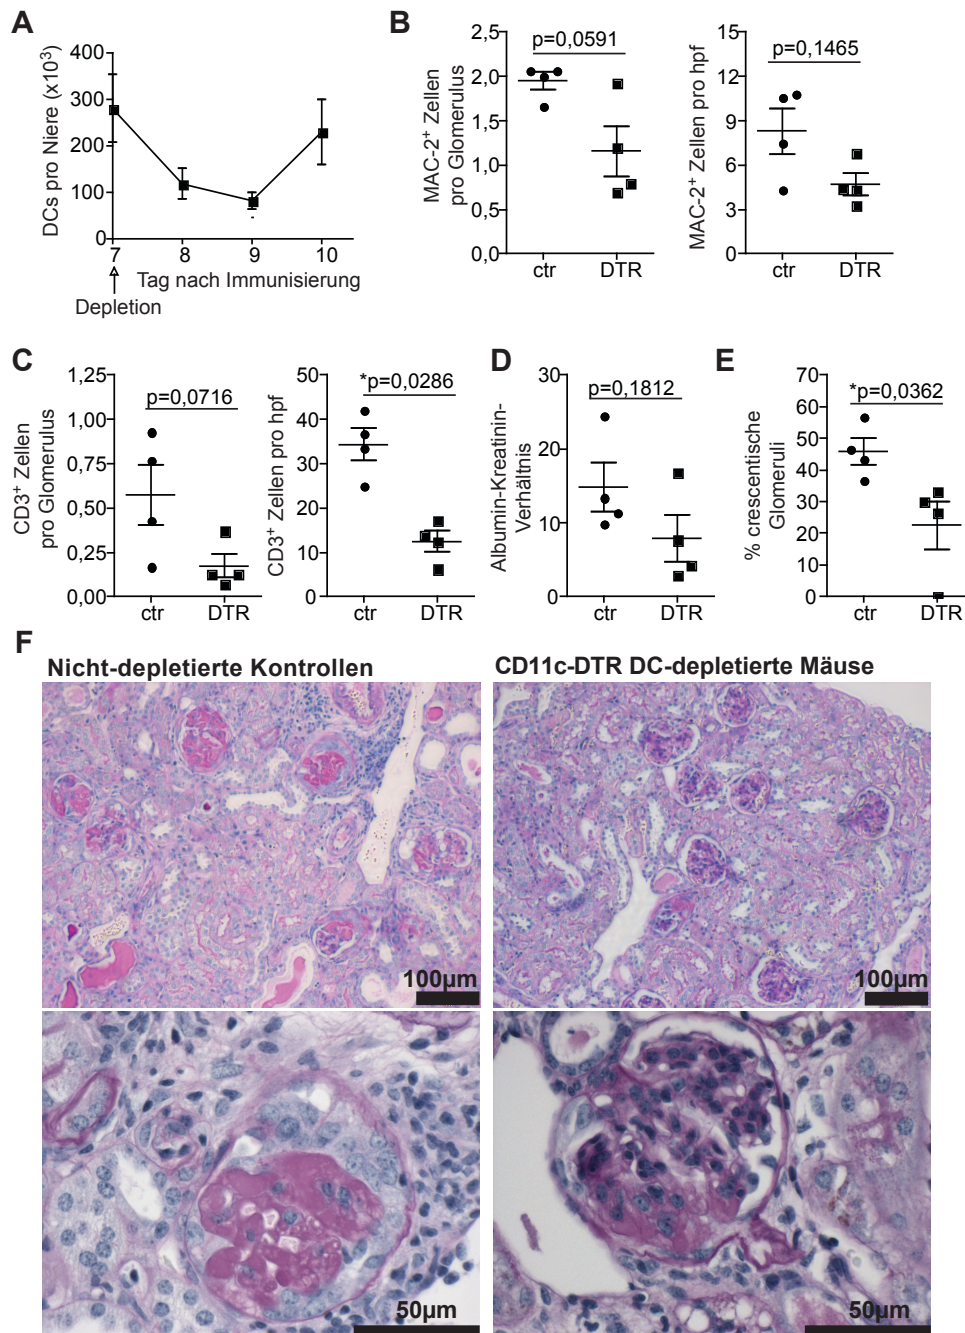 A
DCs pro Niere (x10³)
400
300
200
100
0
7
8
9
10
Tag nach Immunisierung
Depletion
B
MAC-2⁺ Zellen
pro Glomerulus
2,5
2,0
1,5
1,0
0,5
0,0
p=0,0591
ctr
DTR
MAC-2⁺ Zellen pro hpf
15
12
9
6
3
0
p=0,1465
ctr
DTR
C
CD3⁺ Zellen
pro Glomerulus
1,25
1,00
0,75
0,50
0,25
0,00
p=0,0716
ctr
DTR
CD3⁺ Zellen pro hpf
50
40
30
20
10
0
*p=0,0286
ctr
DTR
D
Albumin-Kreatinin-
Verhältnis
30
20
10
0
p=0,1812
ctr
DTR
E
% crescentische
Glomeruli
70
60
50
40
30
20
10
0
*p=0,0362
ctr
DTR
F
Nicht-depletierte Kontrollen
CD11c-DTR DC-depletierte Mäuse
100µm
100µm
50µm
50µm